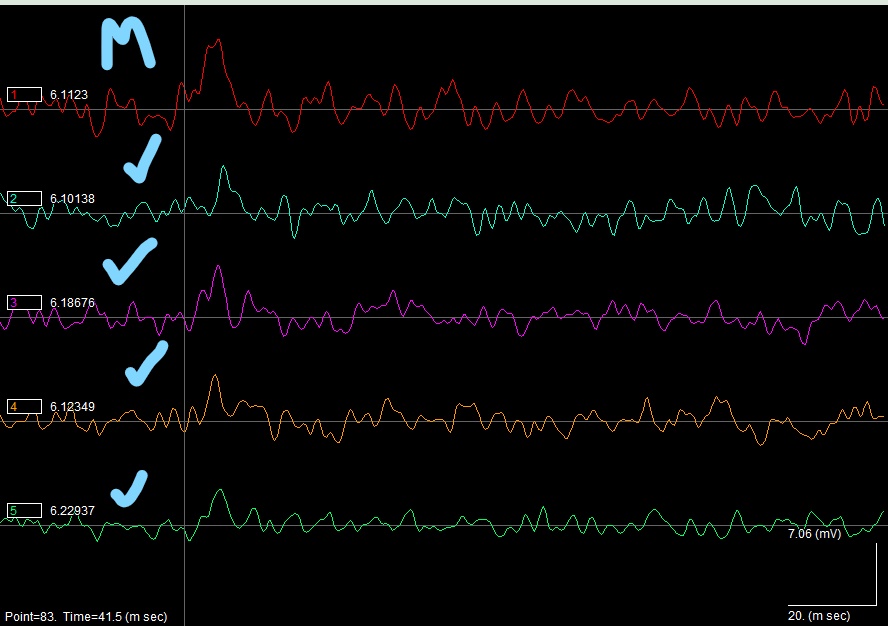 M
1 6.1123
2 6.10138
3 6.18676
4 6.12349
5 6.22937
7.06 (mV)
20. (m sec)
Point=83. Time=41.5 (m sec)